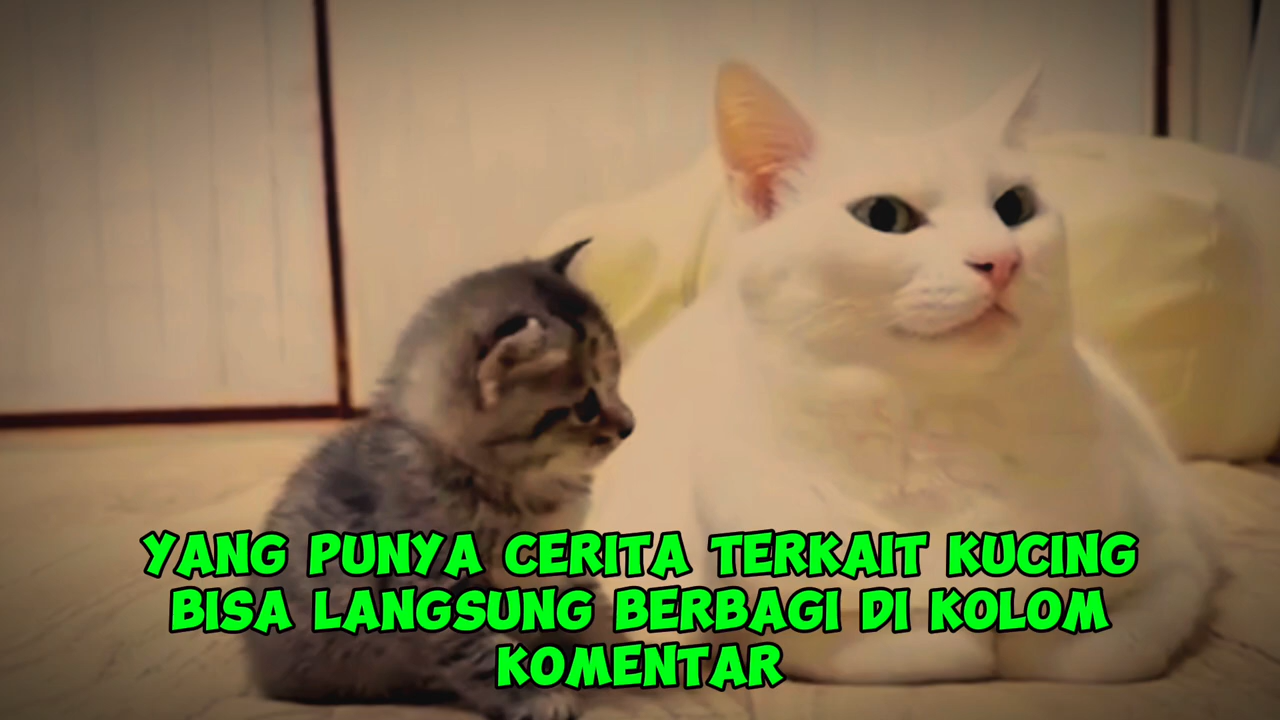 YANG PUNYA CERITA TERKAIT KUCING
BISA LANGSUNG BERBAGI DI KOLOM
KOMENTAR